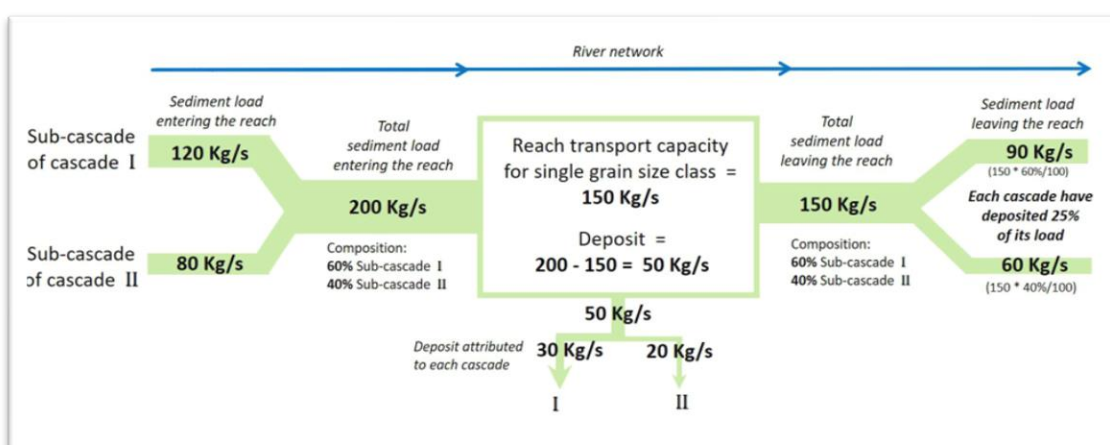 River network
Sediment load
entering the reach
Sub-cascade
of cascade I
120 Kg/s
Sub-cascade
of cascade II
80 Kg/s
Total
sediment load
entering the reach
200 Kg/s
Composition:
60% Sub-cascade I
40% Sub-cascade II
Reach transport capacity
for single grain size class =
150 Kg/s
Deposit =
200 - 150 = 50 Kg/s
50 Kg/s
Deposit attributed
to each cascade
30 Kg/s
20 Kg/s
I
II
Total
sediment load
leaving the reach
150 Kg/s
Composition:
60% Sub-cascade I
40% Sub-cascade II
Sediment load
leaving the reach
90 Kg/s
(150 * 60%/100)
Each cascade have
deposited 25%
of its load
60 Kg/s
(150 * 40%/100)